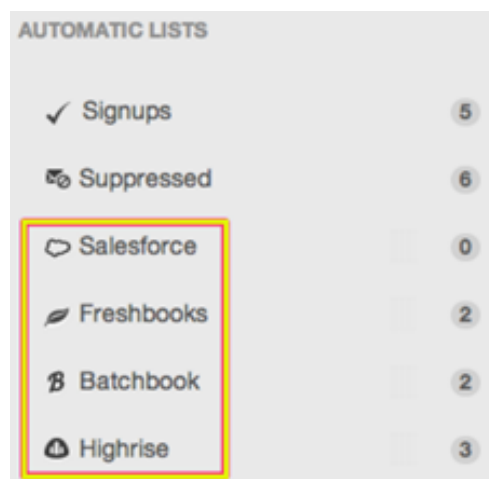 AUTOMATIC LISTS
Signups 5
Suppressed 6
Salesforce 0
Freshbooks 2
Batchbook 2
Highrise 3